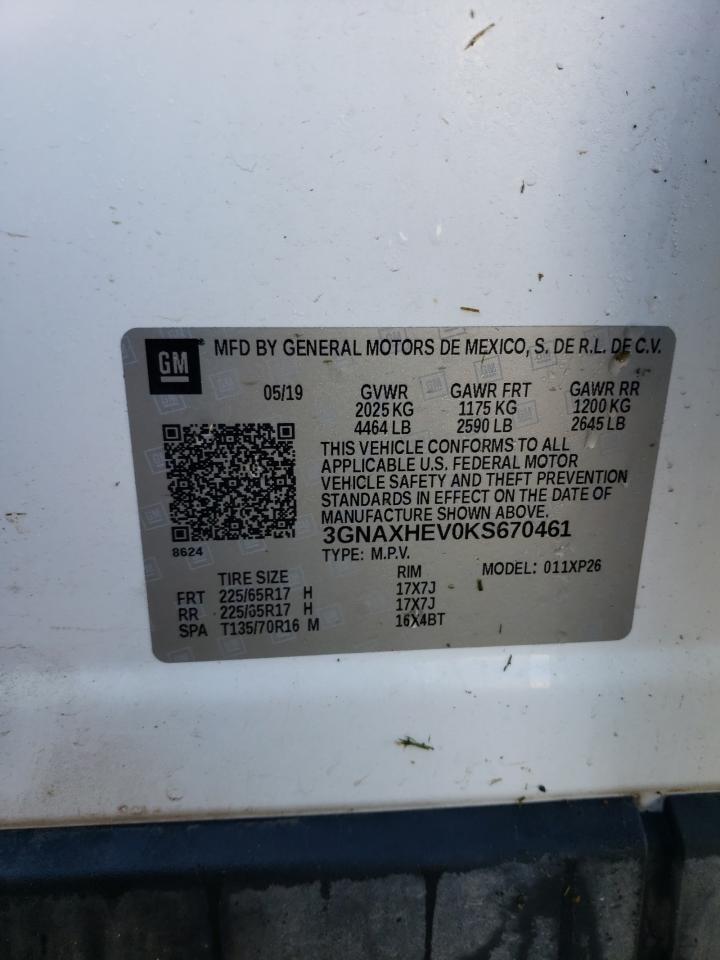 GM MFD BY GENERAL MOTORS DE MEXICO, S. DE R.L. DE C.V.
05/19 GVWR GAWR FRT GAWR RR
2025 KG 1175 KG 1200 KG
4464 LB 2590 LB 2645 LB
THIS VEHICLE CONFORMS TO ALL
APPLICABLE U.S. FEDERAL MOTOR
VEHICLE SAFETY AND THEFT PREVENTION
STANDARDS IN EFFECT ON THE DATE OF
MANUFACTURE SHOWN ABOVE.
3GNAXHEV0KS670461
8624
TYPE: M.P.V. MODEL: 011XP26
TIRE SIZE RIM
FRT 225/65R17 H 17X7J
RR 225/65R17 H 17X7J
SPA T135/70R16 M 16X4BT